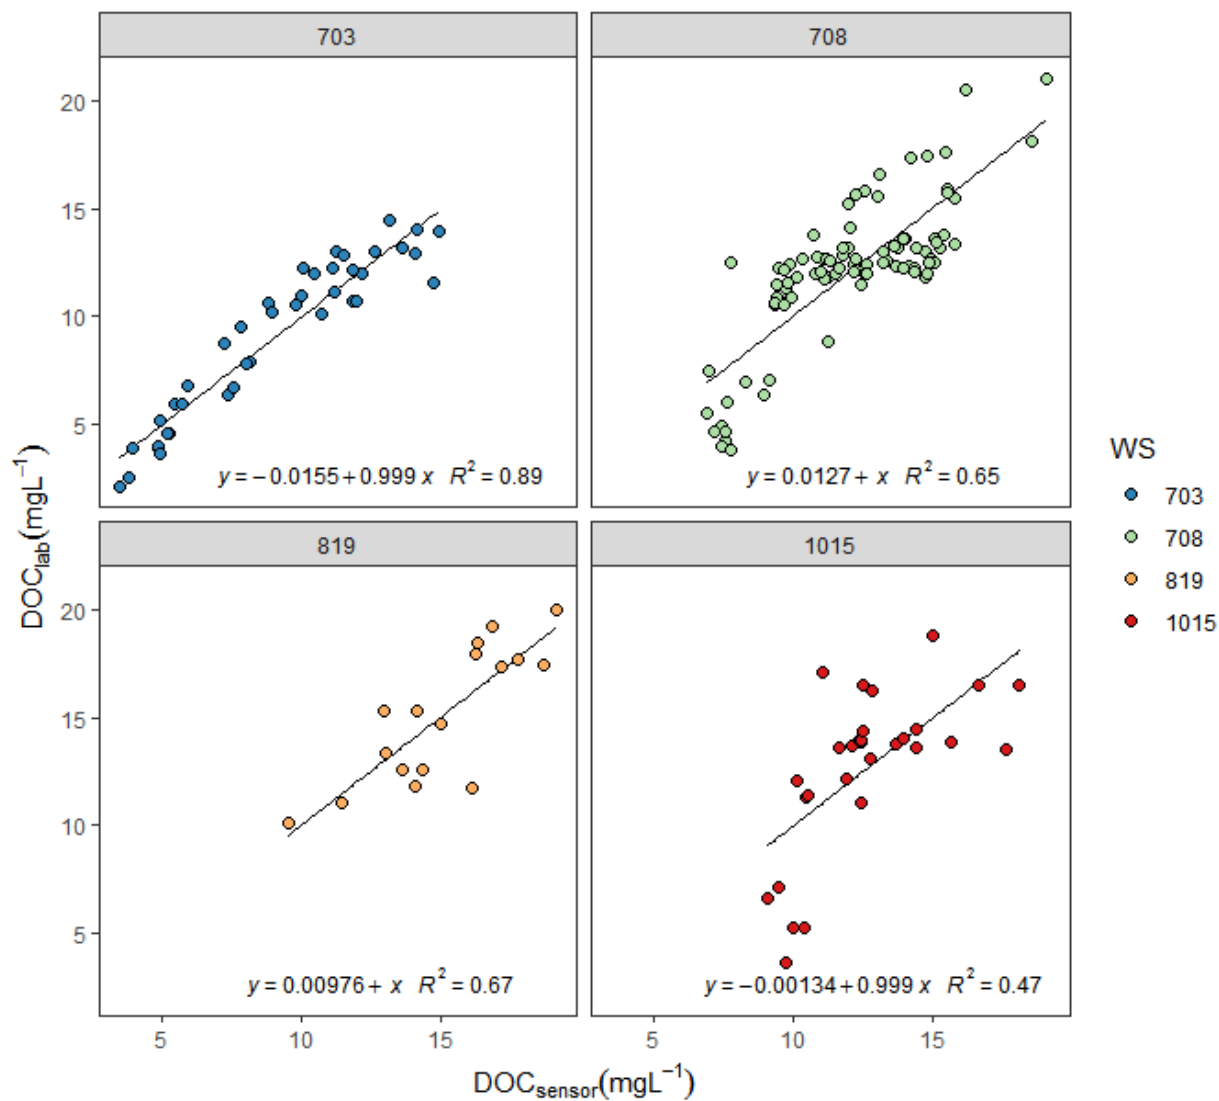 703
708
20
15
10
5
y = −0.0155 + 0.999 x R² = 0.89
y = 0.0127 + x R² = 0.65
819
1015
20
15
10
5
y = 0.00976 + x R² = 0.67
y = −0.00134 + 0.999 x R² = 0.47
5 10 15
5 10 15
DOCsensor(mgL⁻¹)
DOClab(mgL⁻¹)
WS
703
708
819
1015